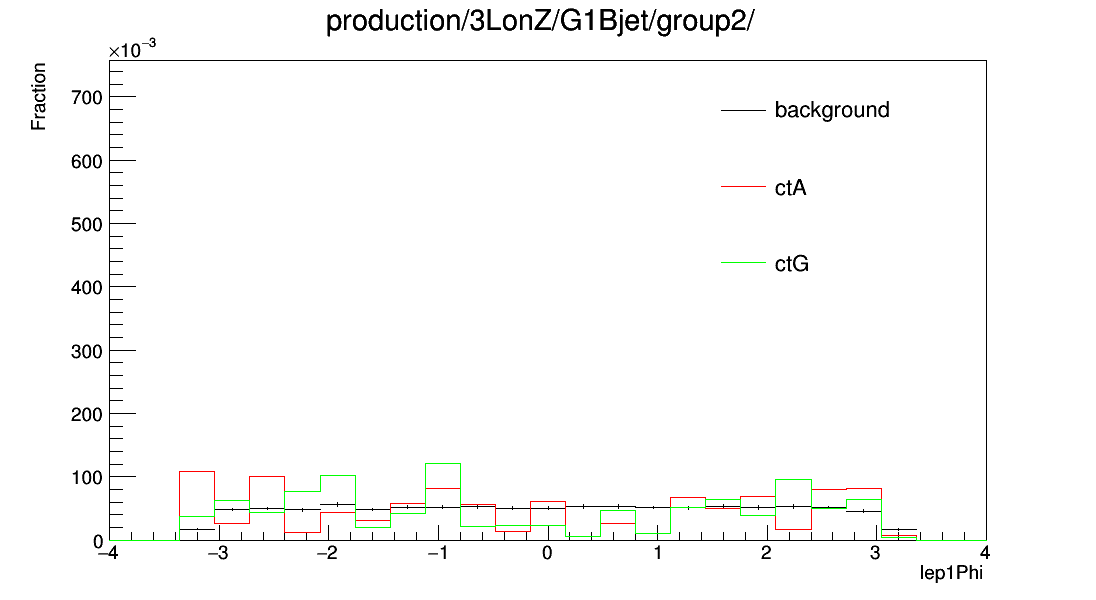 production/3LonZ/G1Bjet/group2/
×10⁻³
Fraction
700
600
500
400
300
200
100
0
background
ctA
ctG
−4 −3 −2 −1 0 1 2 3 4
lep1Phi